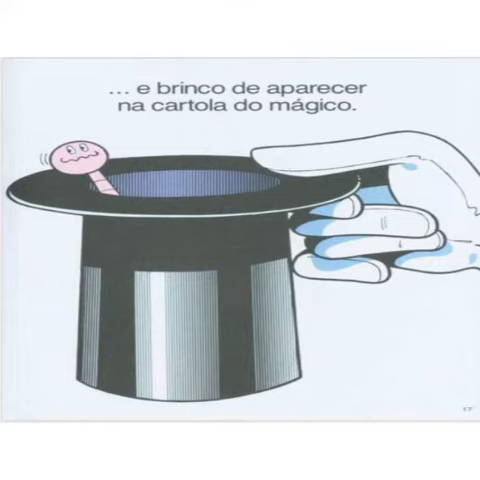 ... e brinco de aparecer
na cartola do mágico.
17